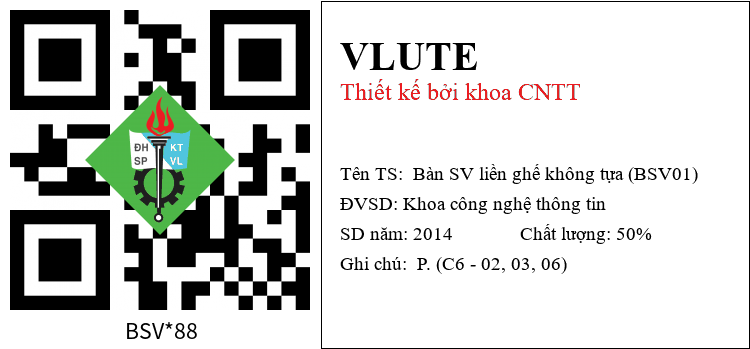 ĐH KT
SP VL
BSV*88
VLUTE
Thiết kế bởi khoa CNTT
Tên TS: Bàn SV liền ghế không tựa (BSV01)
ĐVSD: Khoa công nghệ thông tin
SD năm: 2014 Chất lượng: 50%
Ghi chú: P. (C6 - 02, 03, 06)